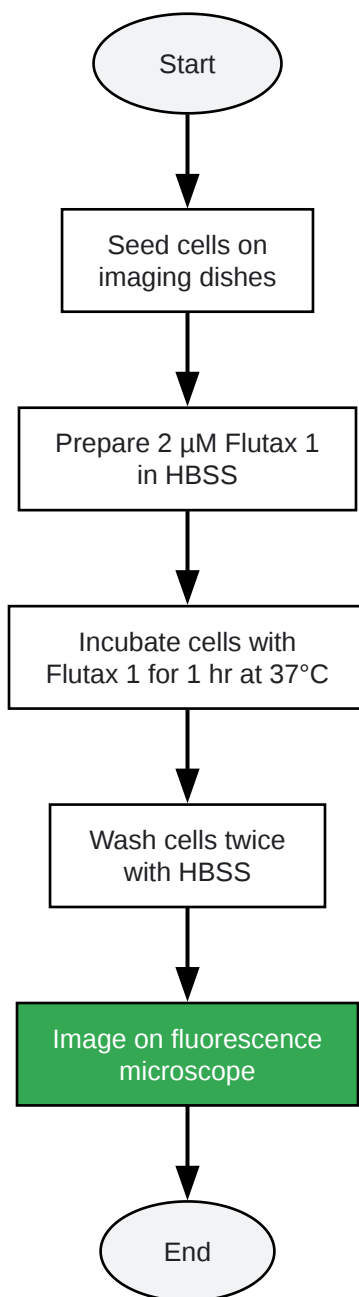 Start
Seed cells on
imaging dishes
Prepare 2 µM Flutax 1
in HBSS
Incubate cells with
Flutax 1 for 1 hr at 37°C
Wash cells twice
with HBSS
Image on fluorescence
microscope
End